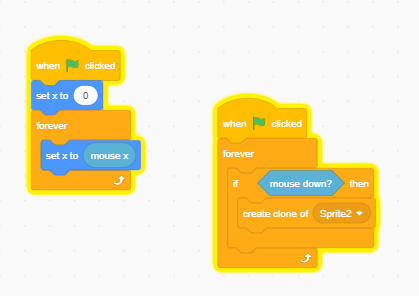 when clicked
set x to 0
forever
set x to mouse x
when clicked
forever
if mouse down? then
create clone of Sprite2